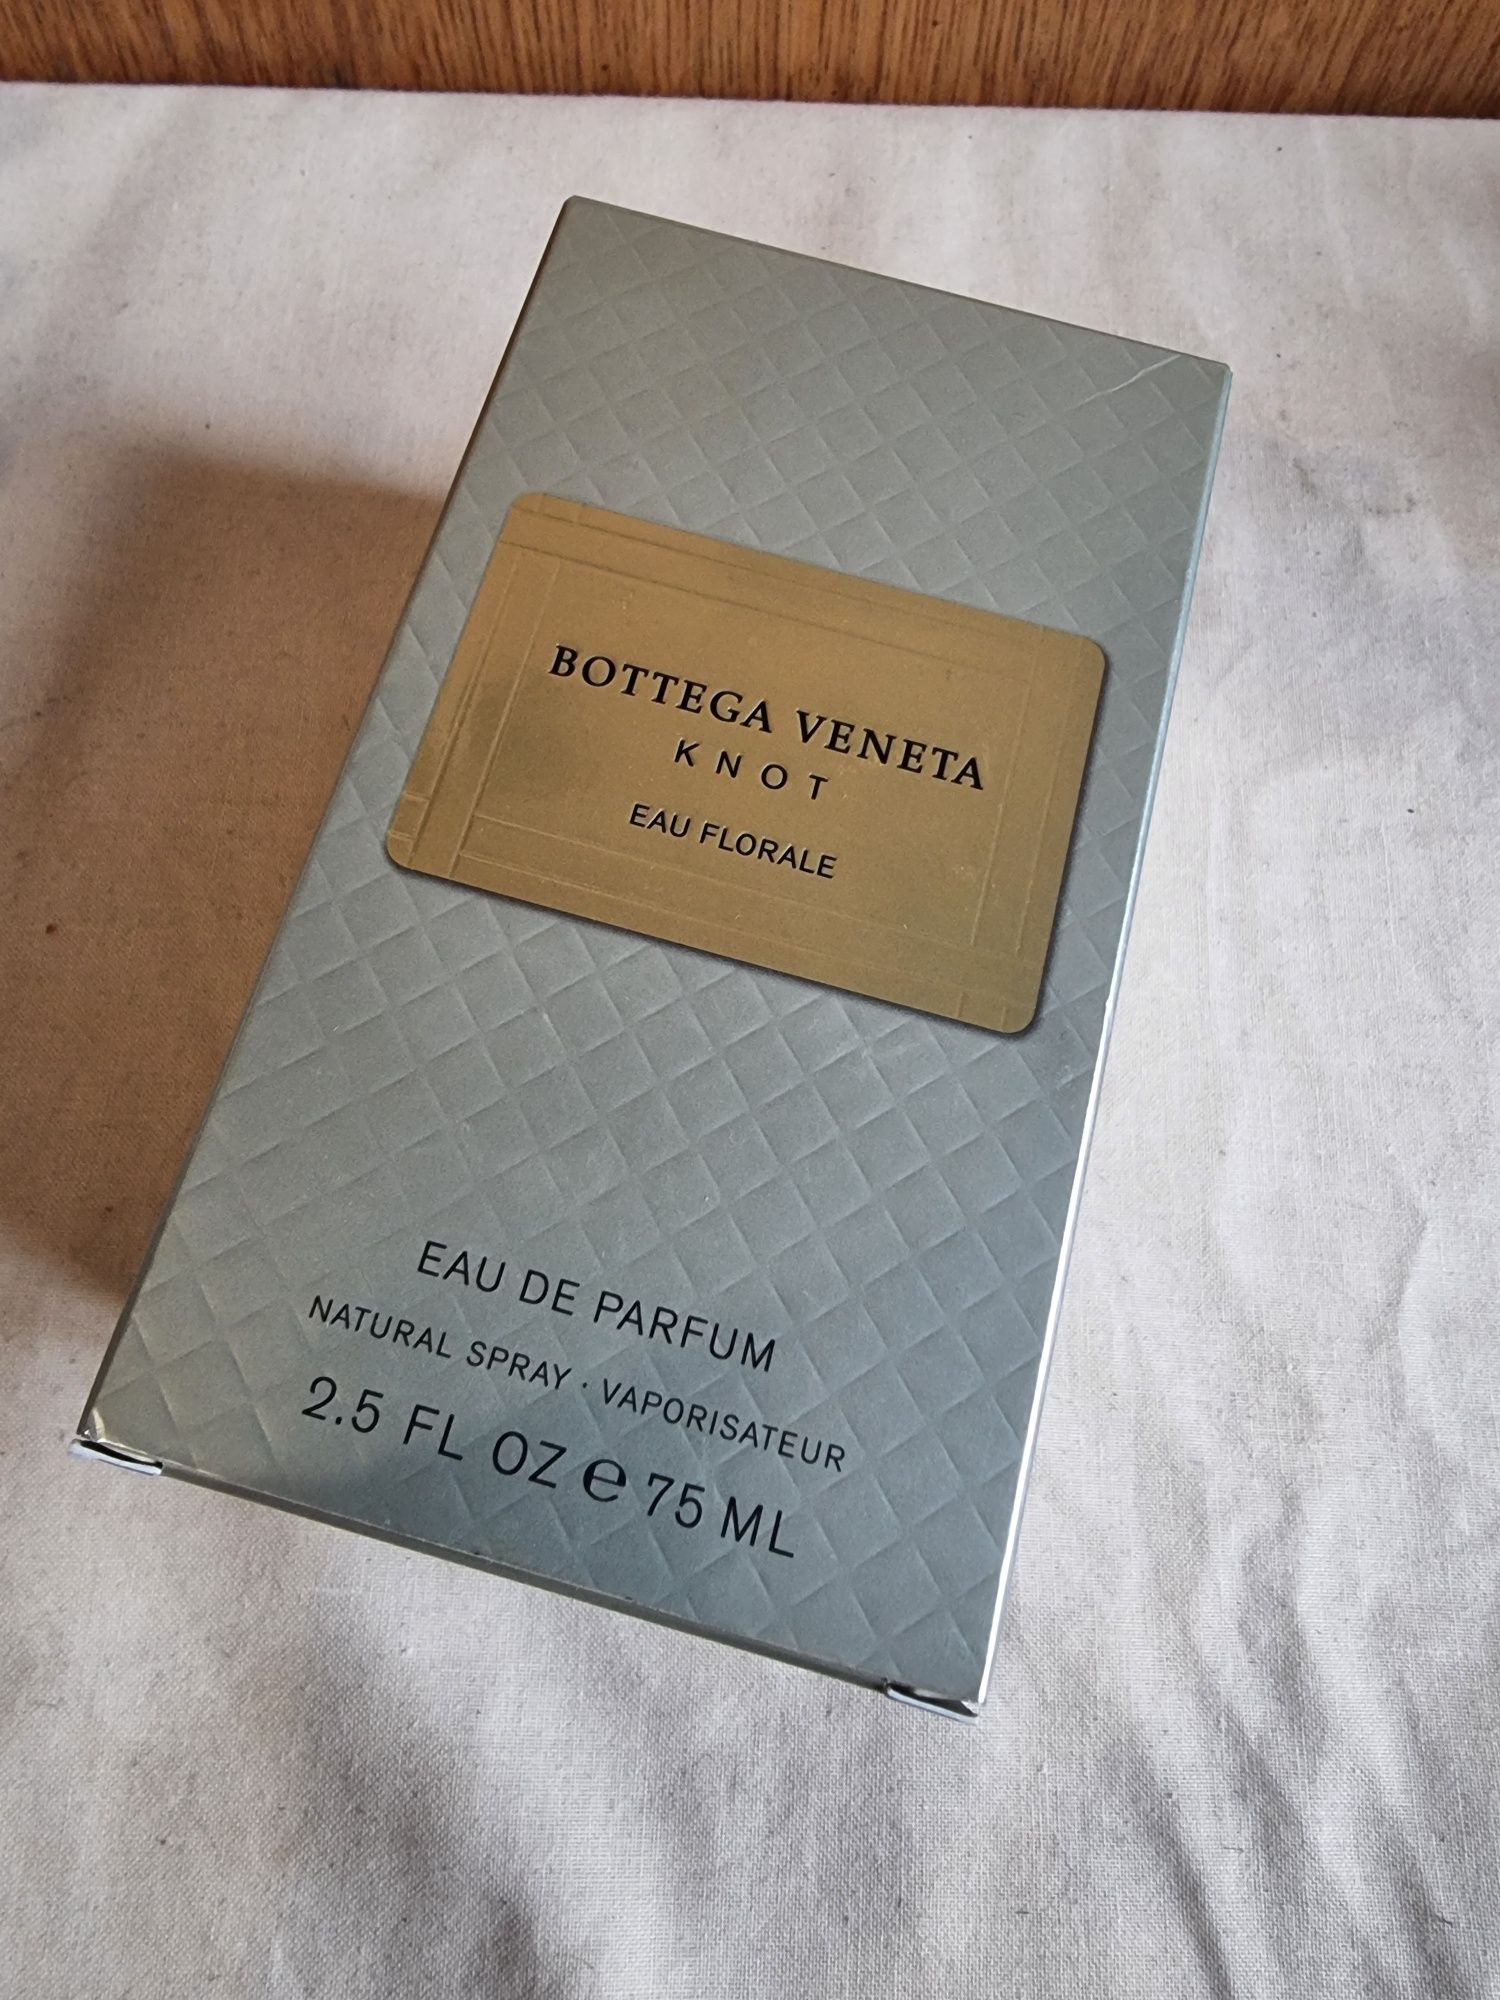 BOTTEGA VENETA
KNOT
EAU FLORALE
EAU DE PARFUM
NATURAL SPRAY · VAPORISATEUR
2.5 FL OZ ℮ 75 ML